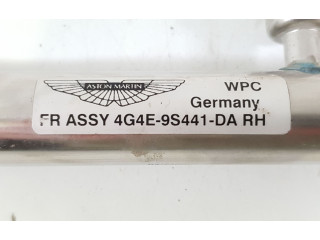 ASTON MARTIN
WPC
Germany
FR ASSY 4G4E-9S441-DA RH